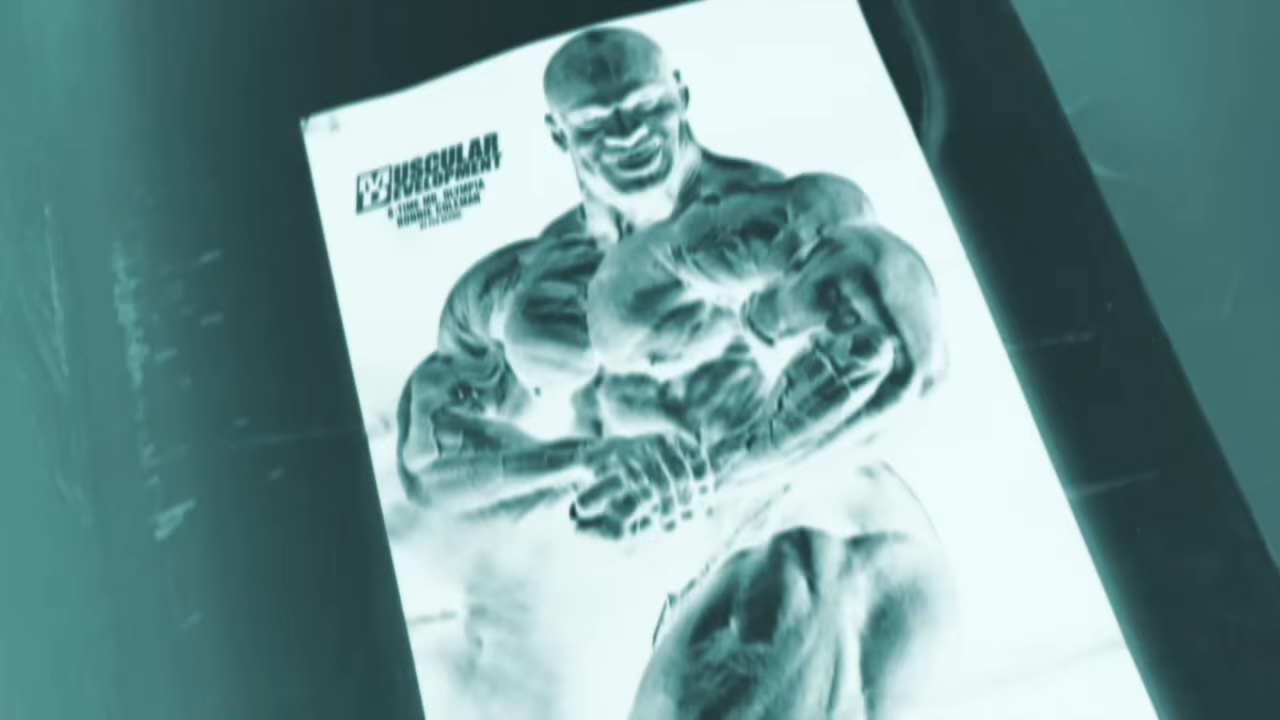 MUSCULAR
DEVELOPMENT
8-TIME MR. OLYMPIA
RONNIE COLEMAN